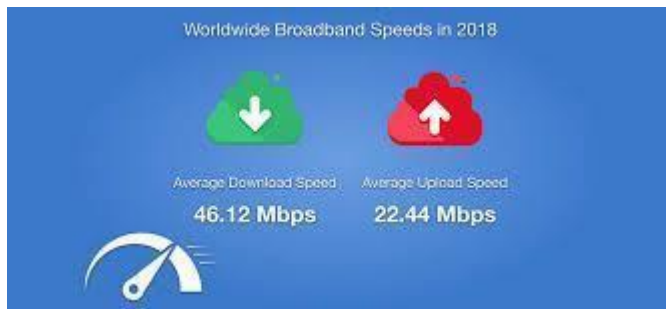 Worldwide Broadband Speeds in 2018
Average Download Speed
46.12 Mbps
Average Upload Speed
22.44 Mbps